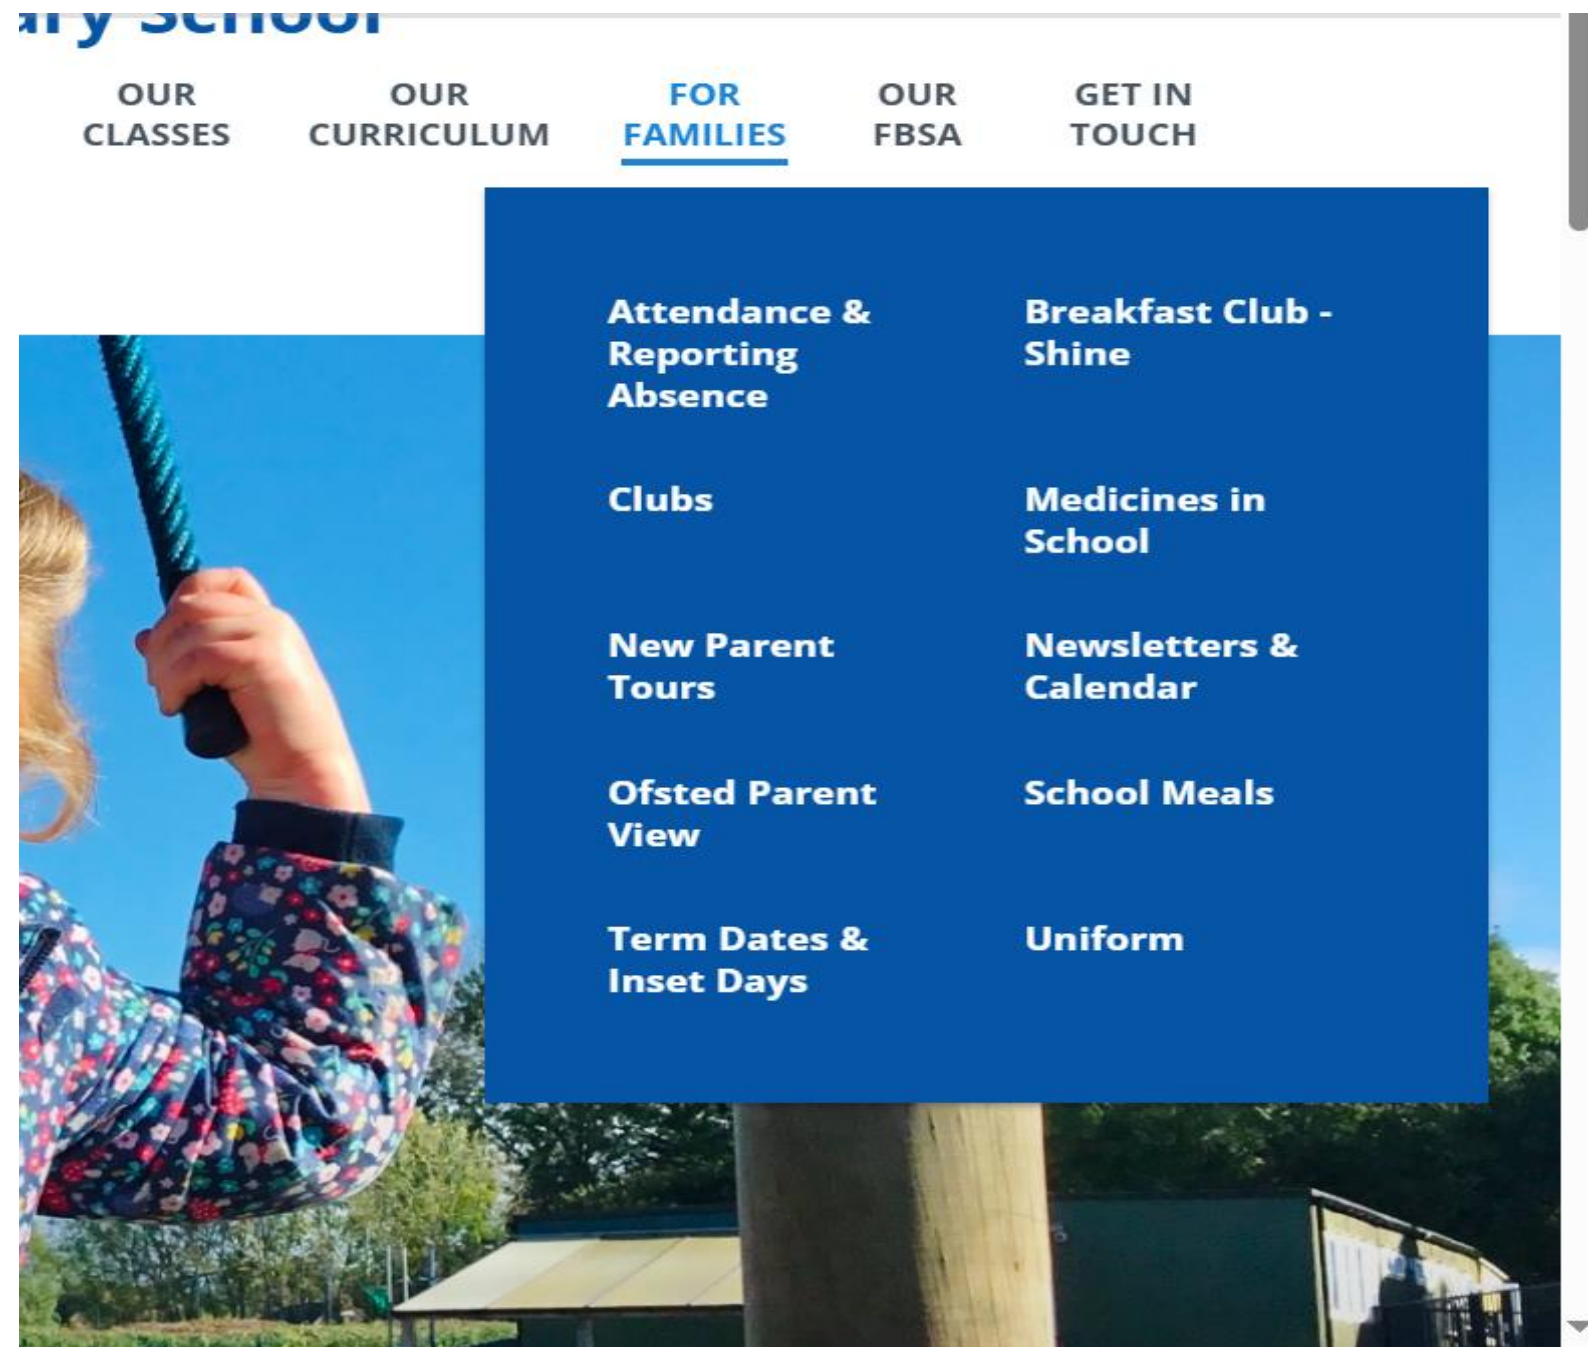 School
OUR
CLASSES
OUR
CURRICULUM
FOR
FAMILIES
OUR
FBSA
GET IN
TOUCH
Attendance &
Reporting
Absence
Breakfast Club -
Shine
Clubs
Medicines in
School
New Parent
Tours
Newsletters &
Calendar
Ofsted Parent
View
School Meals
Term Dates &
Inset Days
Uniform